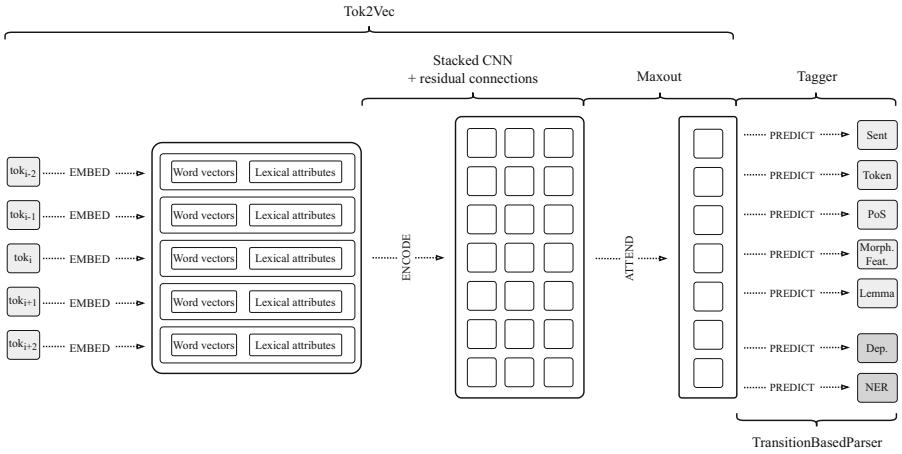 Tok2Vec
Stacked CNN
+ residual connections
Maxout
Tagger
tok_{i-2} EMBED Word vectors Lexical attributes
tok_{i-1} EMBED Word vectors Lexical attributes
tok_{i} EMBED Word vectors Lexical attributes
tok_{i+1} EMBED Word vectors Lexical attributes
tok_{i+2} EMBED Word vectors Lexical attributes
ENCODE
ATTEND
PREDICT Sent
PREDICT Token
PREDICT PoS
PREDICT Morph.
Feat.
PREDICT Lemma
PREDICT Dep.
PREDICT NER
TransitionBasedParser